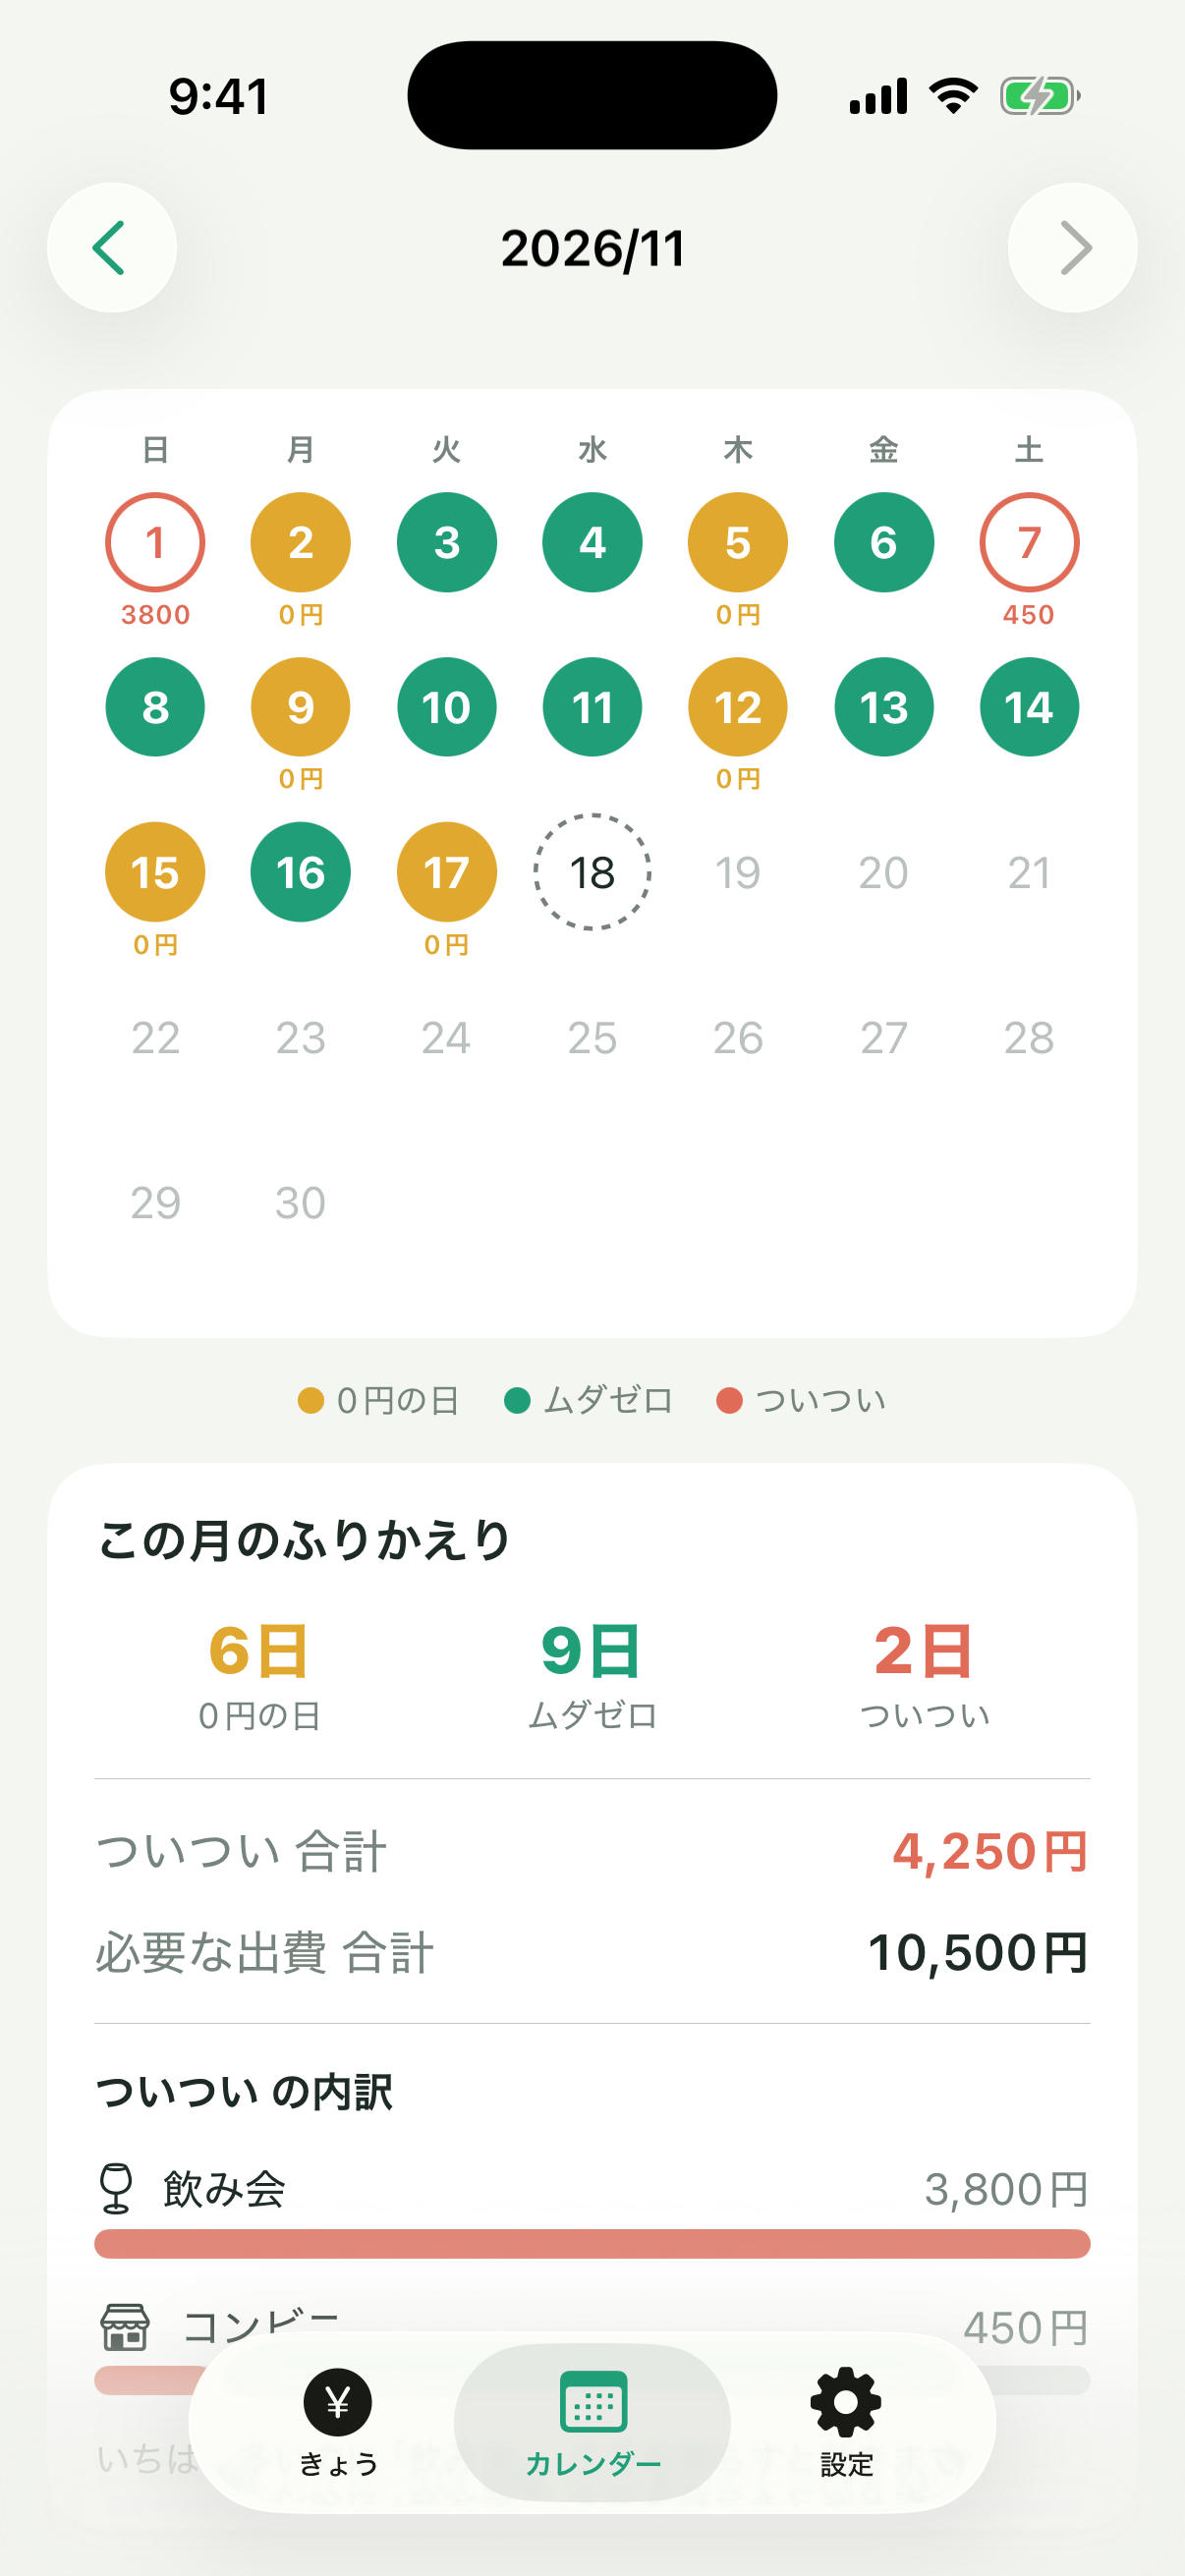 9:41
2026/11
日 月 火 水 木 金 土
1 2 3 4 5 6 7
3800 0円 0円 450
8 9 10 11 12 13 14
0円 0円
15 16 17 18 19 20 21
0円 0円
22 23 24 25 26 27 28
29 30
0円の日 ムダゼロ ついつい
この月のふりかえり
6日 9日 2日
0円の日 ムダゼロ ついつい
ついつい 合計 4,250円
必要な出費 合計 10,500円
ついつい の内訳
飲み会 3,800円
コンビニ 450円
いちば
¥
きょう カレンダー 設定